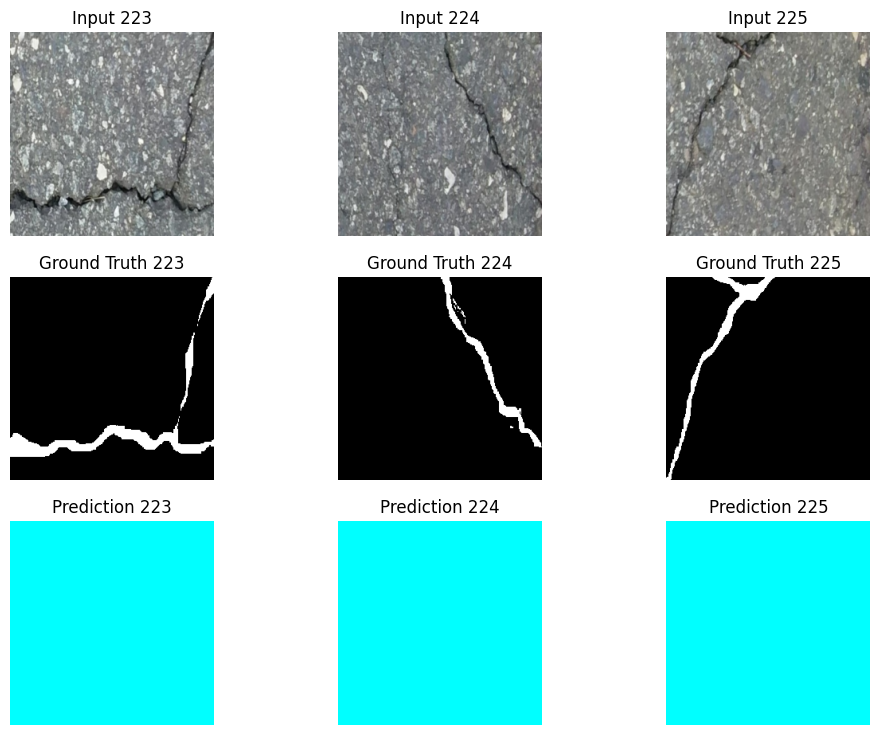 Input 223
Input 224
Input 225
Ground Truth 223
Ground Truth 224
Ground Truth 225
Prediction 223
Prediction 224
Prediction 225